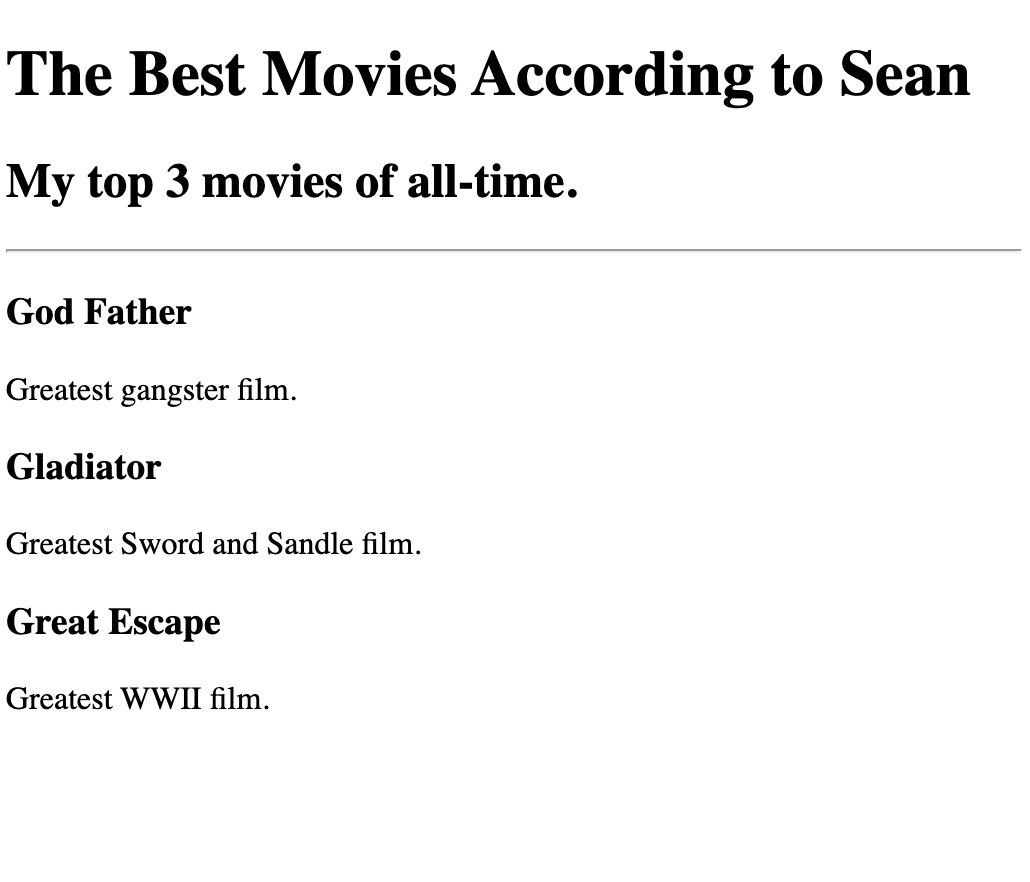 The Best Movies According to Sean
My top 3 movies of all-time.
God Father
Greatest gangster film.
Gladiator
Greatest Sword and Sandle film.
Great Escape
Greatest WWII film.